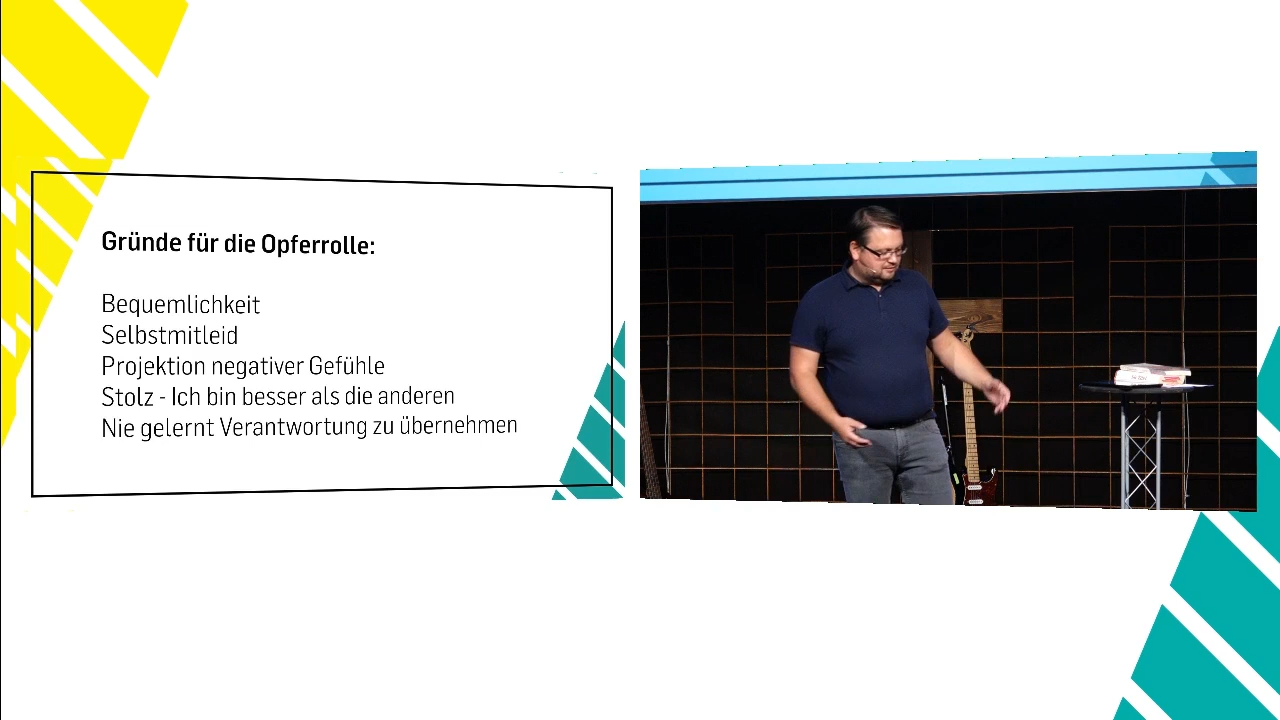 Gründe für die Opferrolle:
Bequemlichkeit
Selbstmitleid
Projektion negativer Gefühle
Stolz - Ich bin besser als die anderen
Nie gelernt Verantwortung zu übernehmen